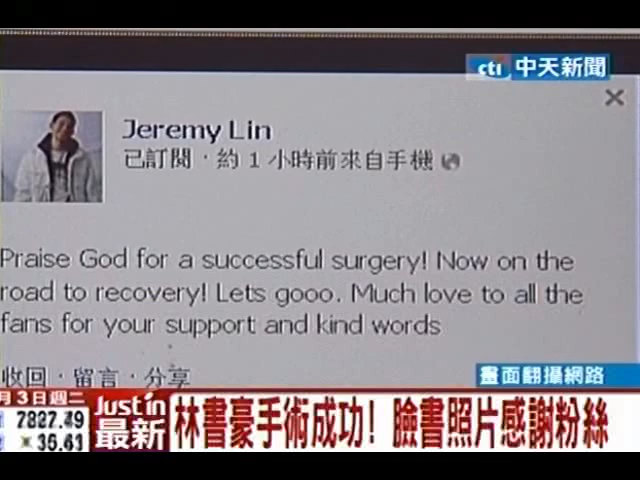 cti 中天新聞
Jeremy Lin
已訂閱·約 1 小時前來自手機
Praise God for a successful surgery! Now on the
road to recovery! Lets gooo. Much love to all the
fans for your support and kind words
收回·留言·分享
畫面翻攝網路
月3日週二
7827.49
35.43
Just in
最新
林書豪手術成功! 臉書照片感謝粉絲